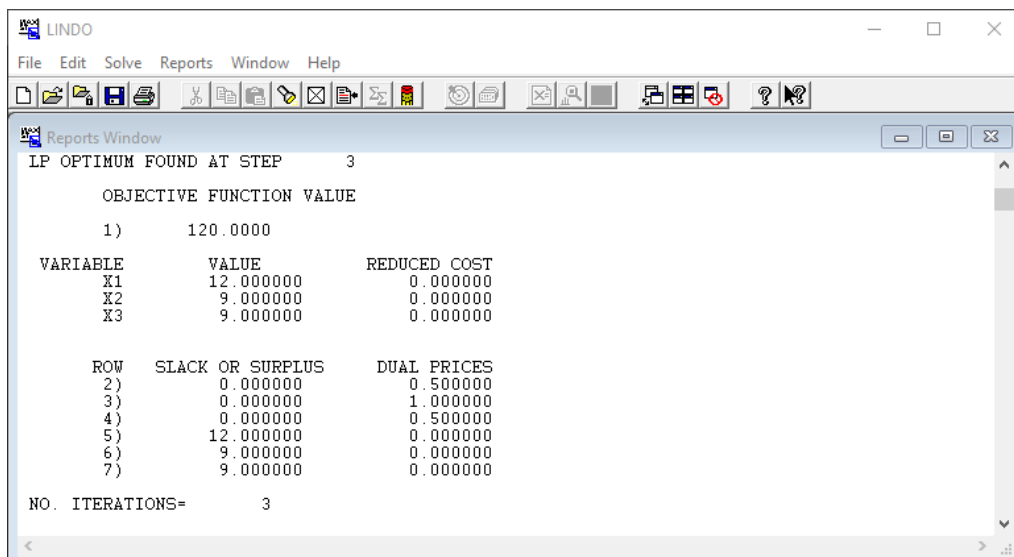 LINDO
File Edit Solve Reports Window Help
Reports Window
LP OPTIMUM FOUND AT STEP 3
OBJECTIVE FUNCTION VALUE
1) 120.0000
VARIABLE VALUE REDUCED COST
X1 12.000000 0.000000
X2 9.000000 0.000000
X3 9.000000 0.000000
ROW SLACK OR SURPLUS DUAL PRICES
2) 0.000000 0.500000
3) 0.000000 1.000000
4) 0.000000 0.500000
5) 12.000000 0.000000
6) 9.000000 0.000000
7) 9.000000 0.000000
NO. ITERATIONS= 3